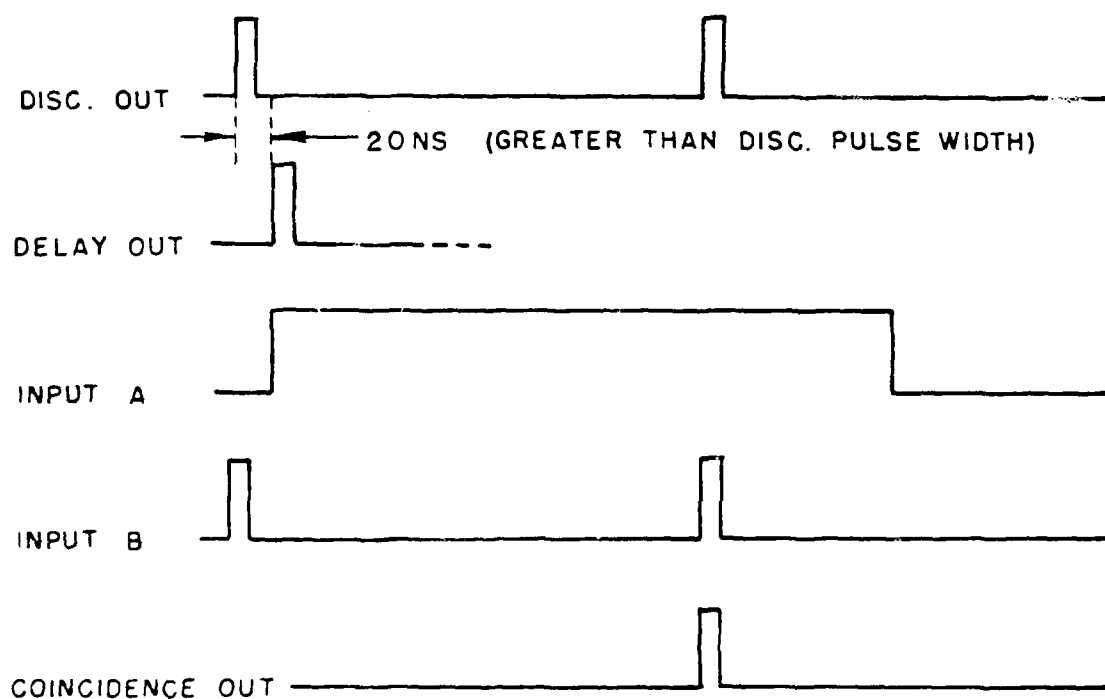 DISC. OUT
20NS (GREATER THAN DISC. PULSE WIDTH)
DELAY OUT
INPUT A
INPUT B
COINCIDENCE OUT